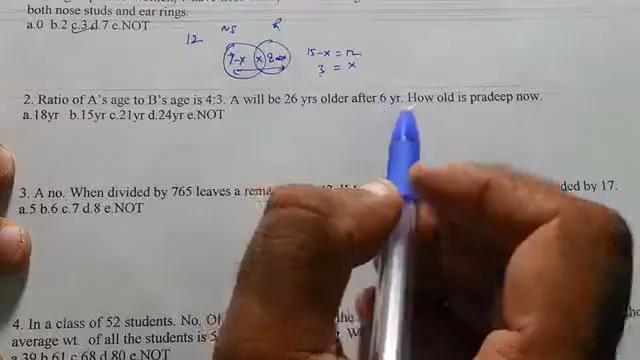 both nose studs and ear rings.
a.0 b.2 c.3 d.7 e.NOT
12 NS R
7-x x 8-x 15-x = 12
3 = x
2. Ratio of A's age to B's age is 4:3. A will be 26 yrs older after 6 yr. How old is pradeep now.
a.18yr b.15yr c.21yr d.24yr e.NOT
3. A no. When divided by 765 leaves a by 17.
a.5 b.6 c.7 d.8 e.NOT
4. In a class of 52 students. No.
average wt. of all the students is
a.39 b.61 c.68 d.80 e.NOT